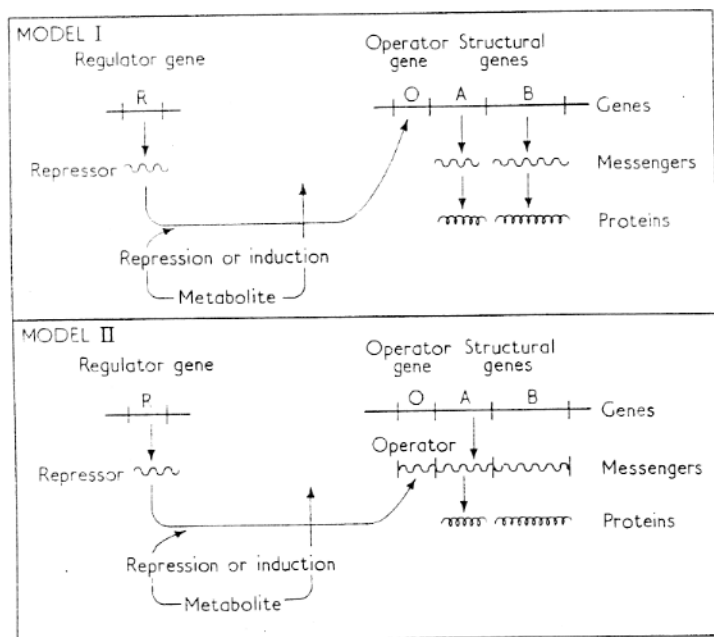 MODEL I
Operator Structural
Regulator gene gene genes
R O A B
Genes
Repressor Messengers
Proteins
Repression or induction
Metabolite
MODEL II
Operator Structural
Regulator gene gene genes
R O A B
Genes
Operator
Repressor Messengers
Proteins
Repression or induction
Metabolite